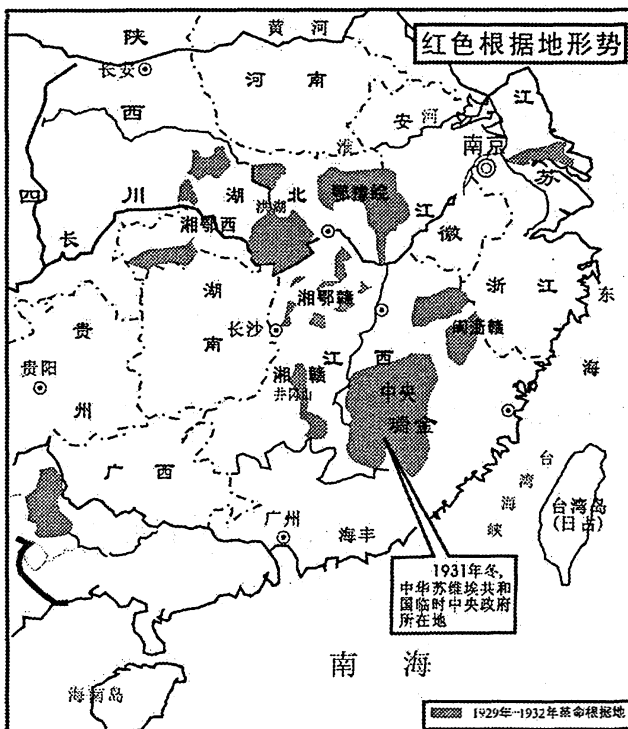 红色根据地形势
陕
西
黄河
长安
河南
江
苏
安
徽
河
淮
南京
四川
湖北
洪湖
鄂豫皖
湘鄂西
长
江
湘鄂赣
浙江
东
海
贵
州
贵阳
湖
南
长沙
江西
闽浙赣
湘赣
井冈山
中央
瑞金
广西
广州
海丰
台
湾
海
峡
台湾岛
(日占)
1931年冬,
中华苏维埃共和
国临时中央政府
所在地
南海
海南岛
1929年—1932年革命根据地